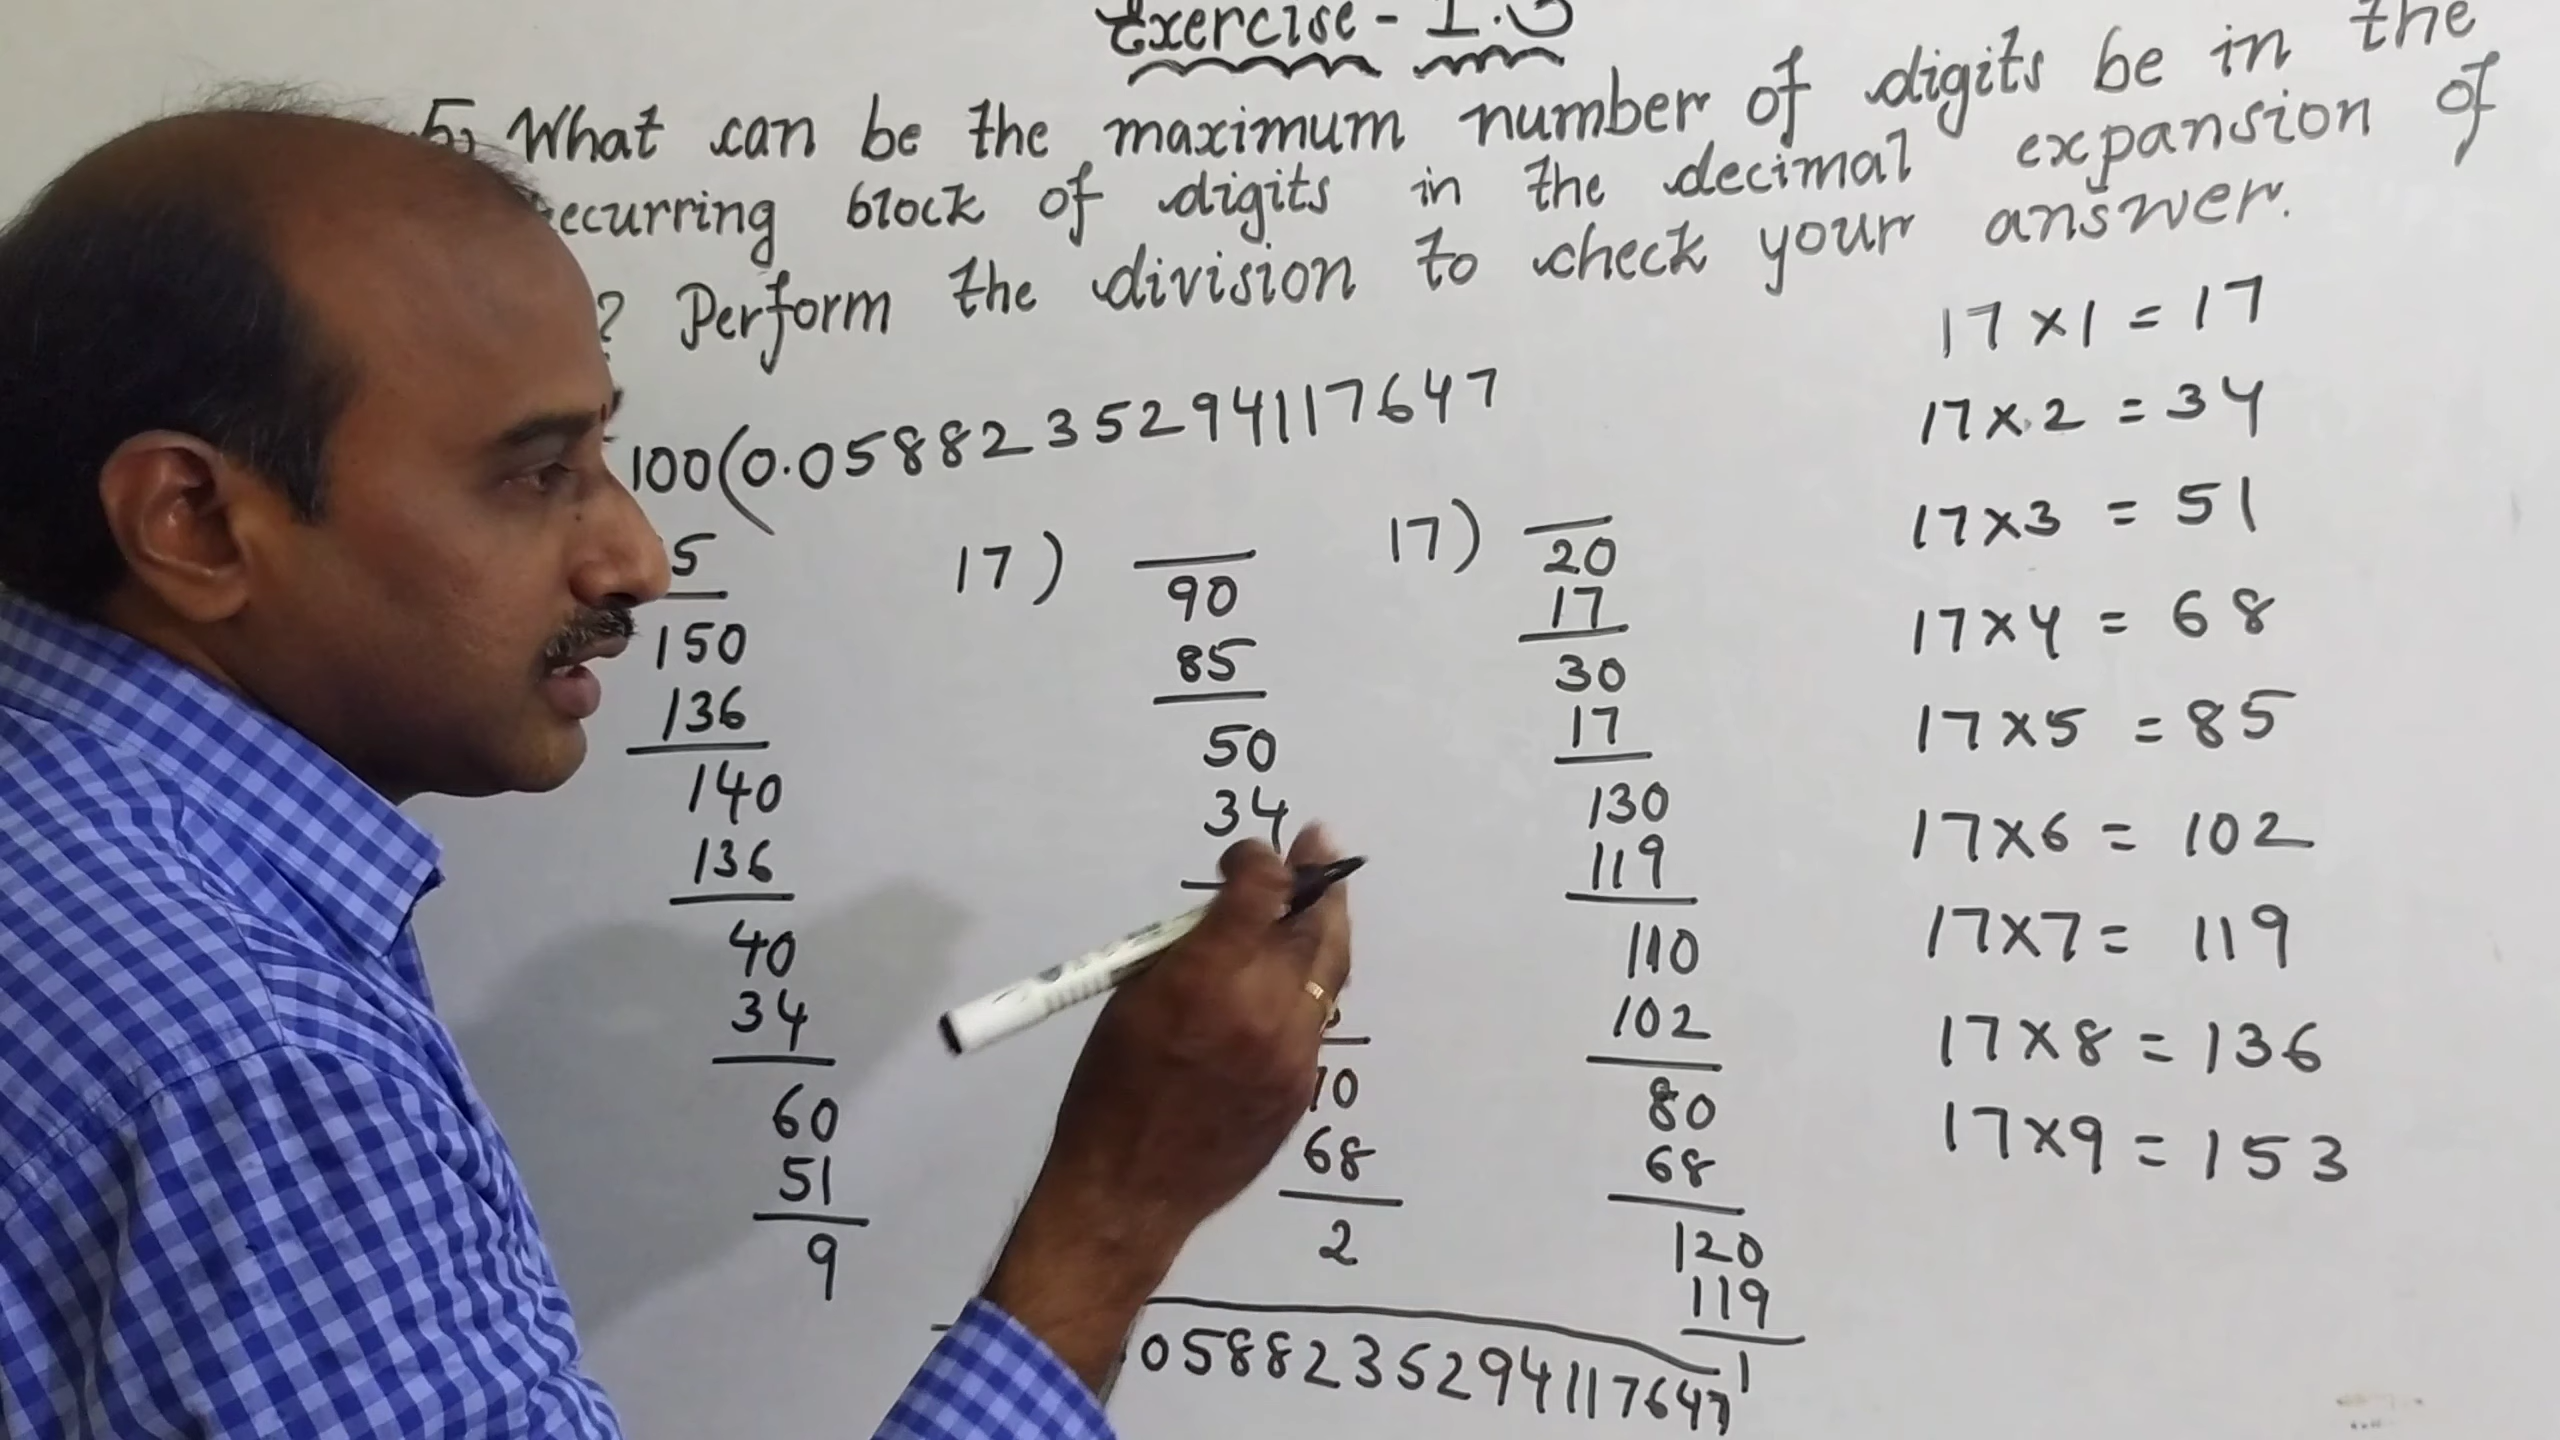 Exercise - 1.3
5, What can be the maximum number of digits be in the
ecurring block of digits in the decimal expansion of
? Perform the division to check your answer.
100(0.0588235294117647
5
150
136
140
136
40
34
60
51
9
17)
90
85
50
34
10
68
2
17)
20
17
30
17
130
119
110
102
80
68
120
119
1
0588235294117647
17×1 = 17
17×2 = 34
17×3 = 51
17×4 = 68
17×5 = 85
17×6 = 102
17×7 = 119
17×8 = 136
17×9 = 153